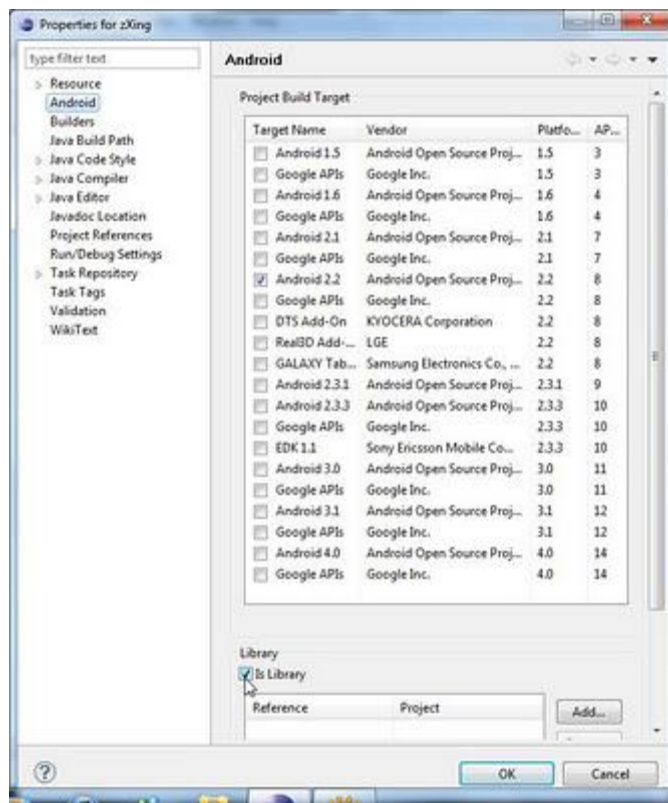 Properties for zXing
type filter text
Resource
Android
Builders
Java Build Path
Java Code Style
Java Compiler
Java Editor
Javadoc Location
Project References
Run/Debug Settings
Task Repository
Task Tags
Validation
WikiText
Android
Project Build Target
Target Name Vendor Platfo... AP...
Android 1.5 Android Open Source Proj... 1.5 3
Google APIs Google Inc. 1.5 3
Android 1.6 Android Open Source Proj... 1.6 4
Google APIs Google Inc. 1.6 4
Android 2.1 Android Open Source Proj... 2.1 7
Google APIs Google Inc. 2.1 7
Android 2.2 Android Open Source Proj... 2.2 8
Google APIs Google Inc. 2.2 8
DTS Add-On KYOCERA Corporation 2.2 8
Real3D Add-... LGE 2.2 8
GALAXY Tab... Samsung Electronics Co., ... 2.2 8
Android 2.3.1 Android Open Source Proj... 2.3.1 9
Android 2.3.3 Android Open Source Proj... 2.3.3 10
Google APIs Google Inc. 2.3.3 10
EDK 1.1 Sony Ericsson Mobile Co... 2.3.3 10
Android 3.0 Android Open Source Proj... 3.0 11
Google APIs Google Inc. 3.0 11
Android 3.1 Android Open Source Proj... 3.1 12
Google APIs Google Inc. 3.1 12
Android 4.0 Android Open Source Proj... 4.0 14
Google APIs Google Inc. 4.0 14
Library
Is Library
Reference Project
Add...
OK Cancel